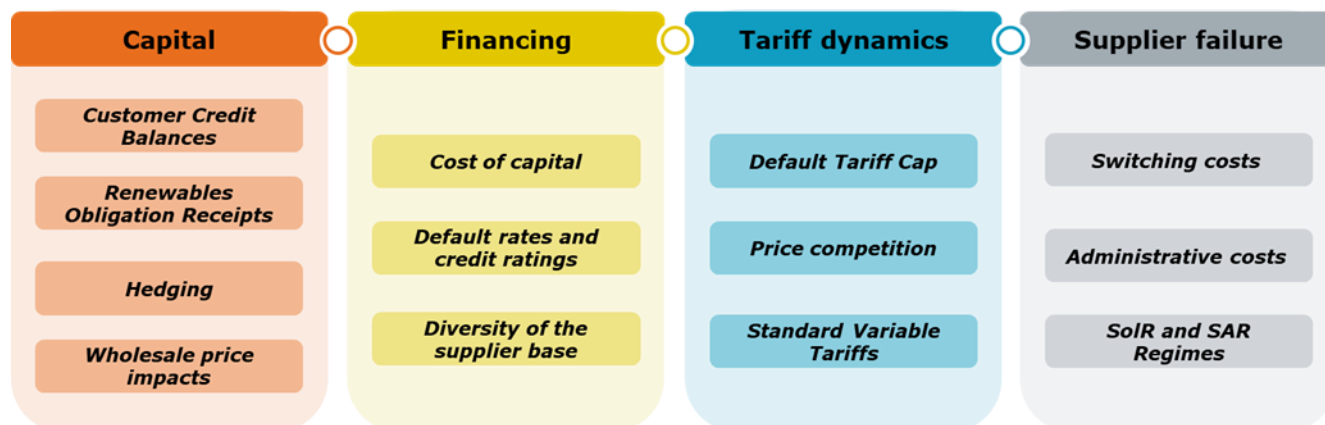 Capital
Customer Credit
Balances
Renewables
Obligation Receipts
Hedging
Wholesale price
impacts
Financing
Cost of capital
Default rates and
credit ratings
Diversity of the
supplier base
Tariff dynamics
Default Tariff Cap
Price competition
Standard Variable
Tariffs
Supplier failure
Switching costs
Administrative costs
SolR and SAR
Regimes